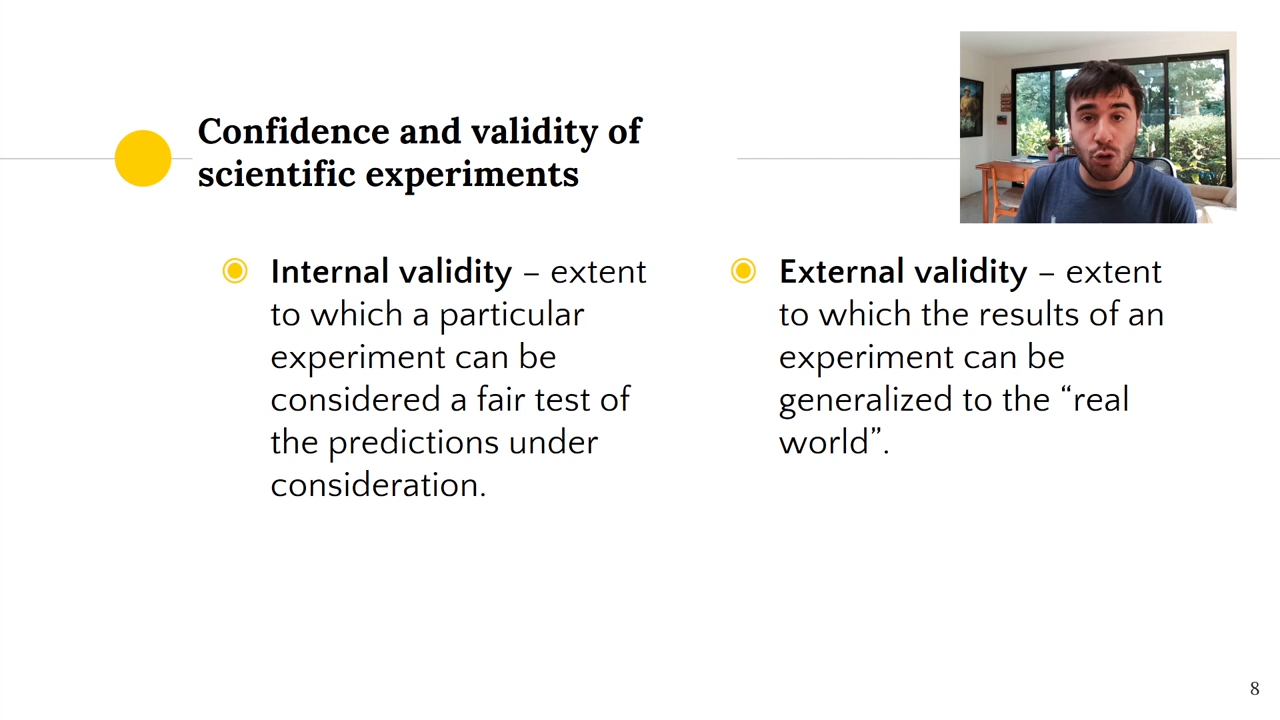 Confidence and validity of
scientific experiments
Internal validity – extent
to which a particular
experiment can be
considered a fair test of
the predictions under
consideration.
External validity – extent
to which the results of an
experiment can be
generalized to the “real
world”.
8